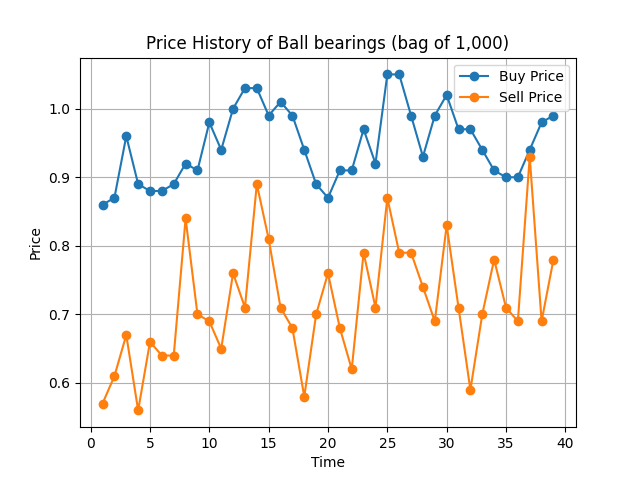 Price History of Ball bearings (bag of 1,000)
Buy Price
Sell Price
1.0
0.9
0.8
0.7
0.6
Price
0 5 10 15 20 25 30 35 40
Time